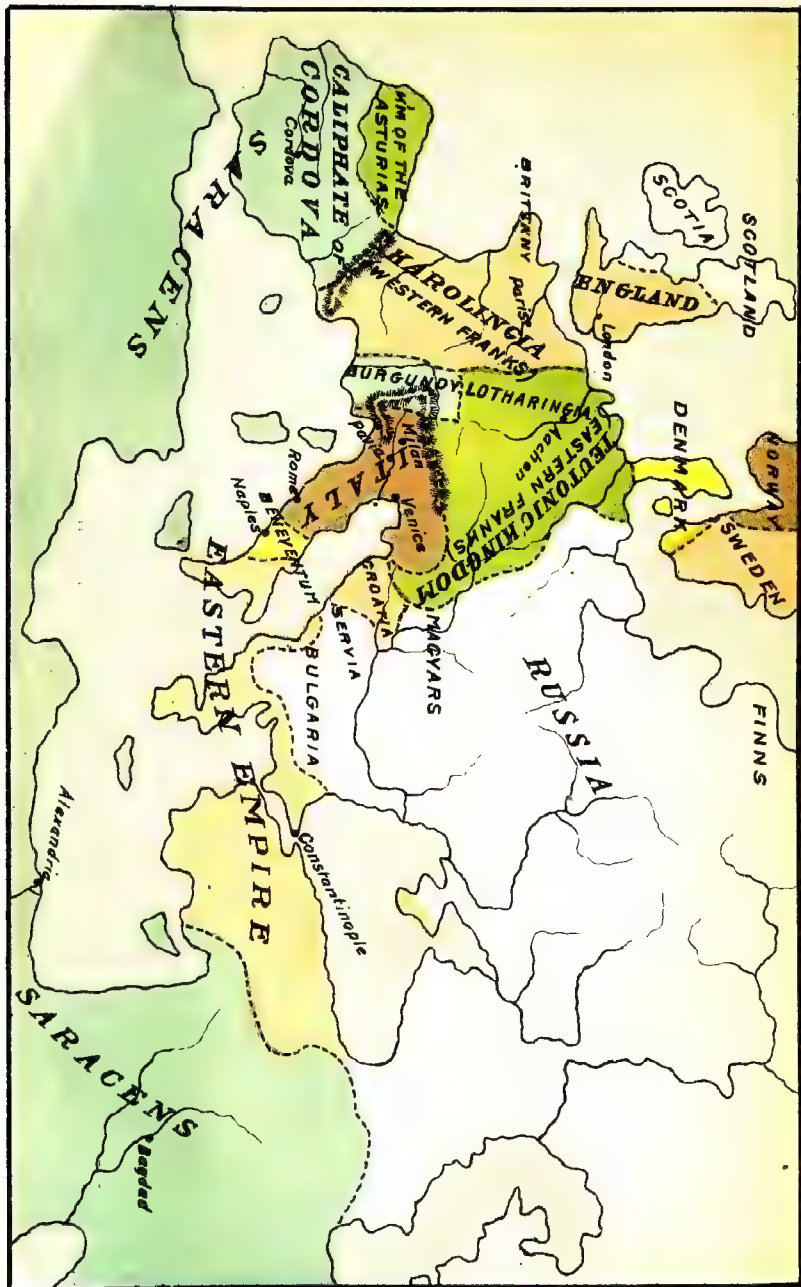 SCOTLAND
SCOTIA
ENGLAND
London
NORWAY
SWEDEN
DENMARK
FINNS
RUSSIA
BRITTANY
Paris
KAROLINGIA
WESTERN FRANKS
LOTHARINGIA
Aachen
TEUTONIC KINGDOM
(EASTERN FRANKS)
BURGUNDY
KM OF THE
ASTURIAS
CALIPHATE OF
CORDOVA
Cordova
Milan
Pavia
Venice
ITALY
Rome
Naples
BENEVENTUM
CROATIA
SERVIA
MAGYARS
BULGARIA
Constantinople
EASTERN EMPIRE
SARACENS
Alexandria
SARACENS
Bagdad